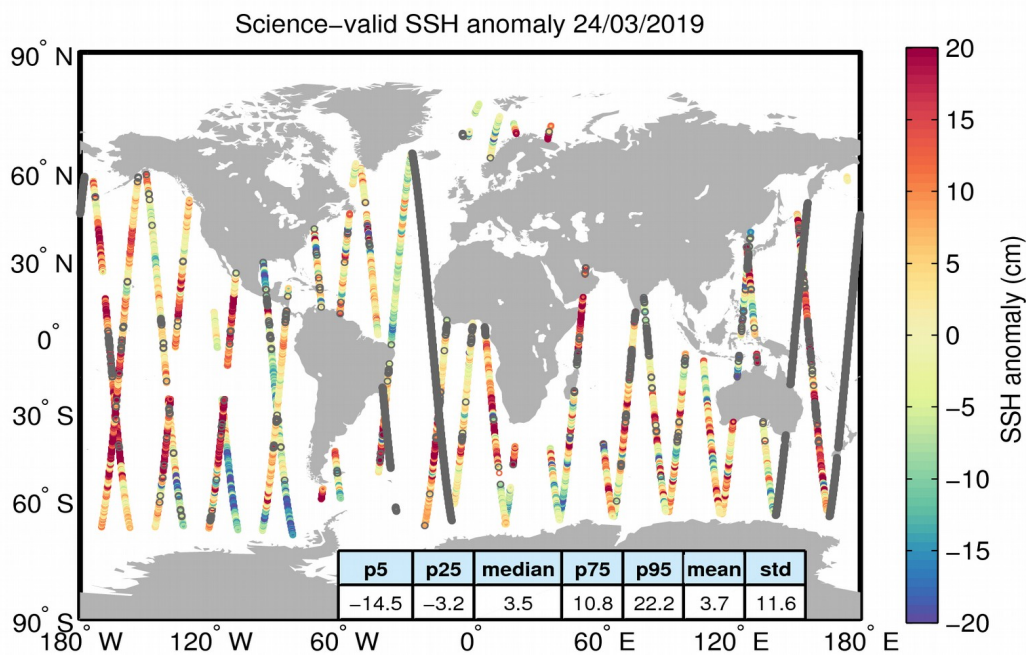 Science–valid SSH anomaly 24/03/2019
90° N
60° N
30° N
0°
30° S
60° S
90° S
180° W
120° W
60° W
0°
60° E
120° E
180° E
p5 p25 median p75 p95 mean std
−14.5 −3.2 3.5 10.8 22.2 3.7 11.6
20
15
10
5
0
−5
−10
−15
−20
SSH anomaly (cm)